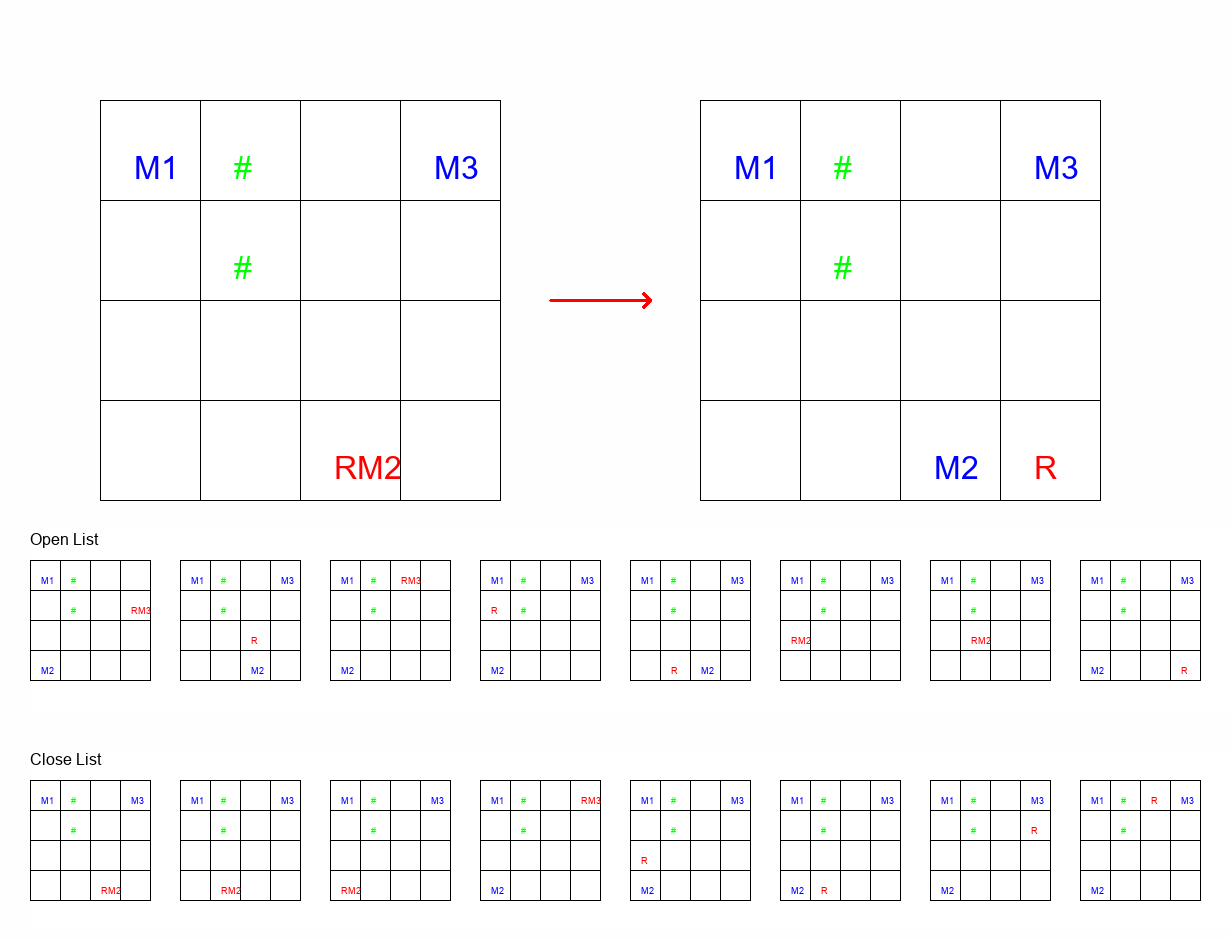 M1 # M3 M1 # M3
# #
RM2 M2 R
Open List
M1 # M1 # M3 M1 # RM3 M1 # M3 M1 # M3 M1 # M3 M1 # M3 M1 # M3
# RM3 # # R # # # # #
R RM2 RM2
M2 M2 M2 M2 R M2 M2 R
Close List
M1 # M3 M1 # M3 M1 # M3 M1 # RM3 M1 # M3 M1 # M3 M1 # M3 M1 # R M3
# # # # # # # R #
R
RM2 RM2 RM2 M2 M2 M2 R M2 M2